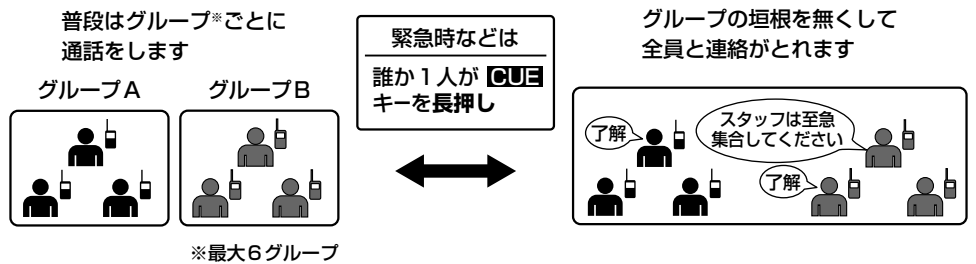 普段はグループ※ごとに
通話をします
グループA
グループB
※最大6グループ
緊急時などは
誰か1人が CUE
キーを長押し
グループの垣根を無くして
全員と連絡がとれます
了解
スタッフは至急
集合してください
了解